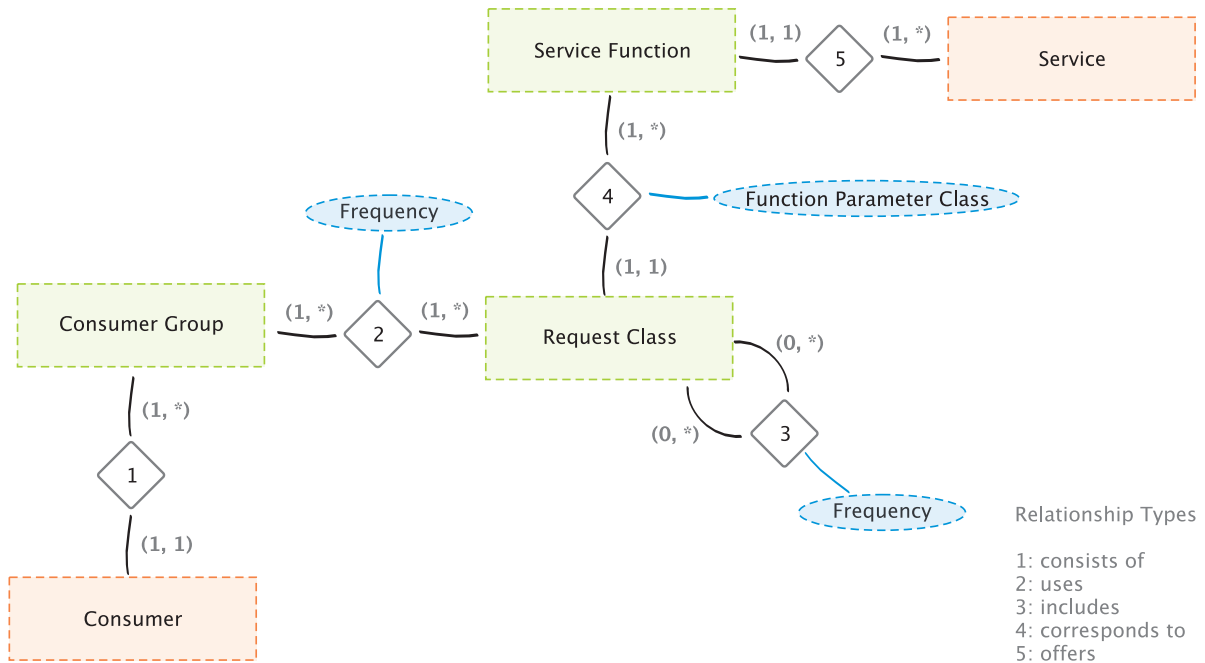 Service Function
(1, 1)
5
(1, *)
Service
(1, *)
4
Function Parameter Class
Frequency
(1, 1)
Consumer Group
(1, *)
2
(1, *)
Request Class
(0, *)
(0, *)
3
Frequency
(1, *)
1
(1, 1)
Consumer
Relationship Types
1: consists of
2: uses
3: includes
4: corresponds to
5: offers